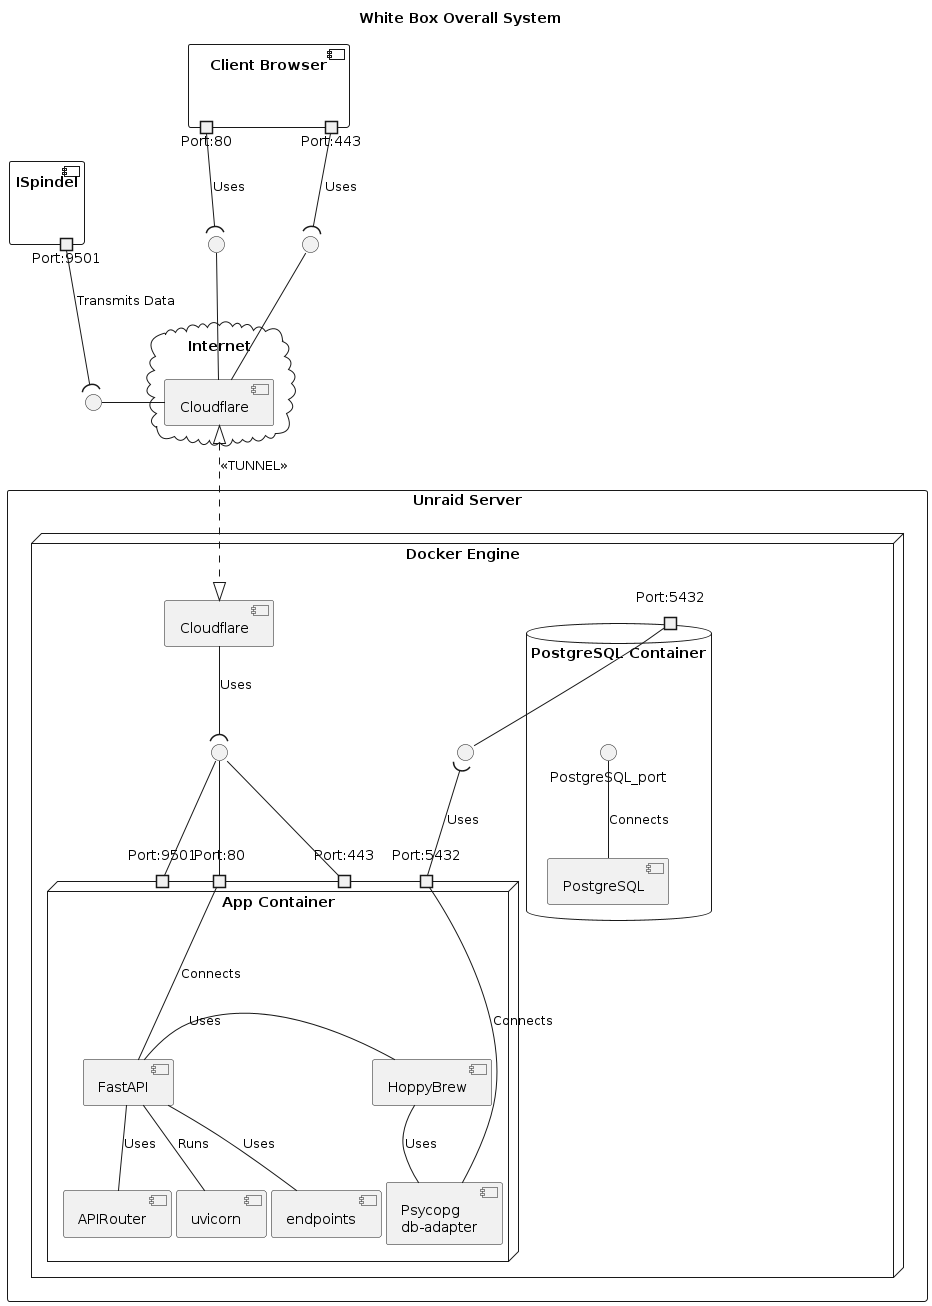 White Box Overall System
Client Browser
Port:80
Port:443
ISpindel
Uses
Uses
Port:9501
Transmits Data
Internet
Cloudflare
«TUNNEL»
Unraid Server
Docker Engine
Port:5432
Cloudflare
PostgreSQL Container
Uses
PostgreSQL_port
Uses
Connects
Port:9501
Port:80
Port:443
Port:5432
PostgreSQL
App Container
Connects
Uses
Connects
FastAPI
HoppyBrew
Uses
Runs
Uses
Uses
APIRouter
uvicorn
endpoints
Psycopg
db-adapter